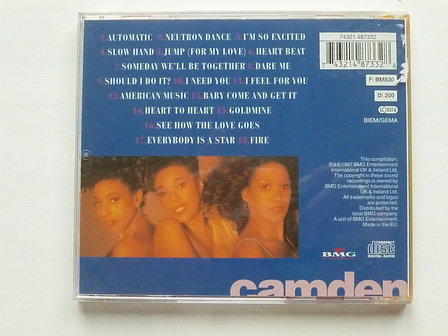 1.AUTOMATIC 2.NEUTRON DANCE 3.I'M SO EXCITED
4.SLOW HAND 5.JUMP (FOR MY LOVE) 6.HEART BEAT
7.SOMEDAY WE'LL BE TOGETHER 8.DARE ME
9.SHOULD I DO IT? 10.I NEED YOU 11.I FEEL FOR YOU
12.AMERICAN MUSIC 13.BABY COME AND GET IT
14.HEART TO HEART 15.GOLDMINE
16.SEE HOW THE LOVE GOES
17.EVERYBODY IS A STAR 18.FIRE
74321 487332
7 43214 87332 8
F: BM830
D: 200
BIEM/GEMA
This compilation:
℗&©1997 BMG Entertainment
International UK & Ireland Ltd.
The copyright in these sound
recordings is owned by
BMG Entertainment International
UK & Ireland Ltd.
All trademarks and logos
are protected.
Distributed by the
local BMG company
A unit of BMG Entertainment.
Made in the EU.
BMG
COMPACT
disc
DIGITAL AUDIO
camden